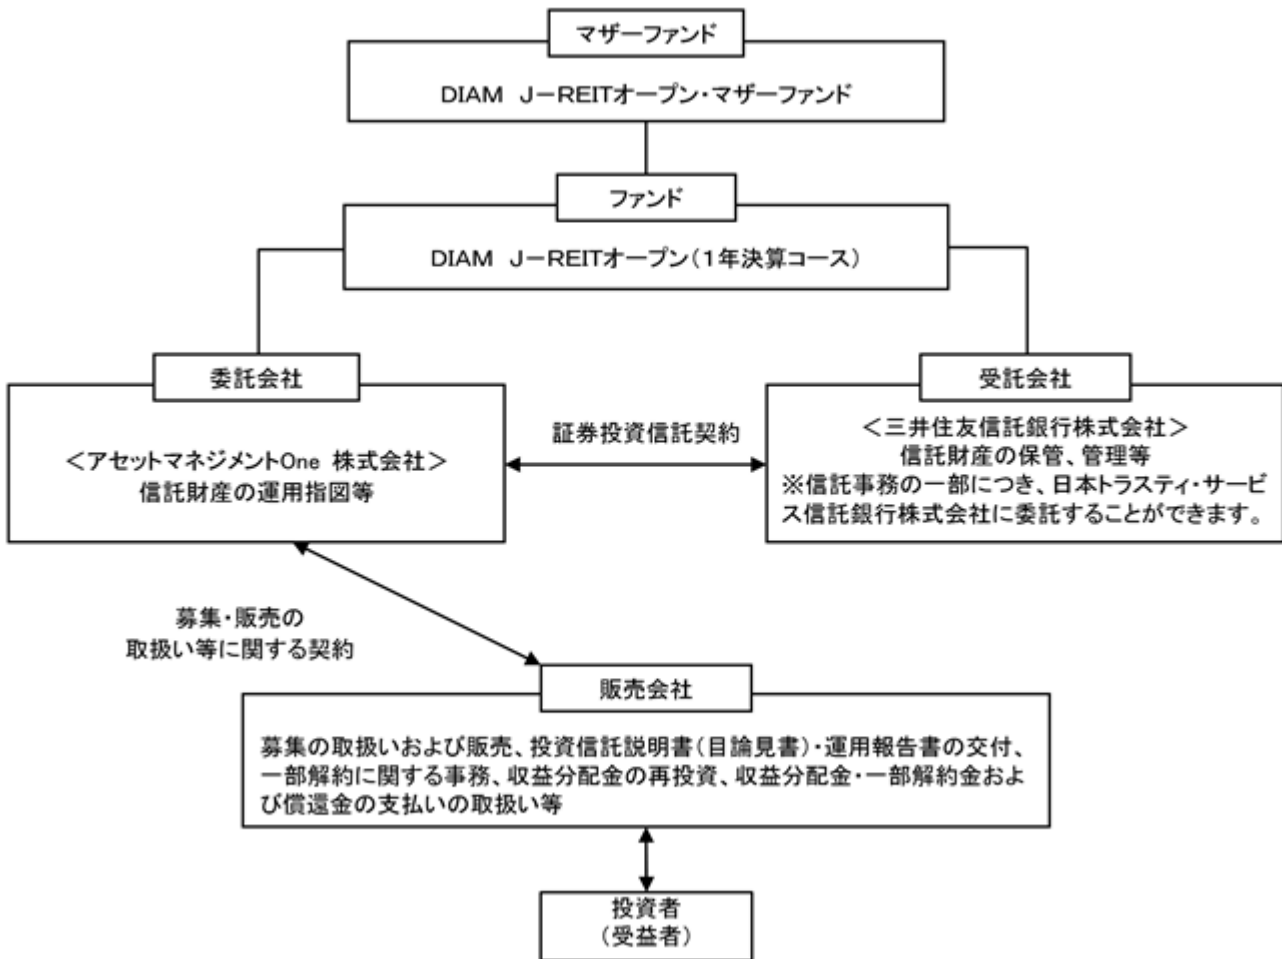 マザーファンド
DIAM J-REITオープン・マザーファンド
ファンド
DIAM J-REITオープン(1年決算コース)
委託会社
<アセットマネジメントOne 株式会社>
信託財産の運用指図等
証券投資信託契約
受託会社
<三井住友信託銀行株式会社>
信託財産の保管、管理等
※信託事務の一部につき、日本トラスティ・サービ
ス信託銀行株式会社に委託することができます。
募集・販売の
取扱い等に関する契約
販売会社
募集の取扱いおよび販売、投資信託説明書(目論見書)・運用報告書の交付、
一部解約に関する事務、収益分配金の再投資、収益分配金・一部解約金およ
び償還金の支払いの取扱い等
投資者
(受益者)